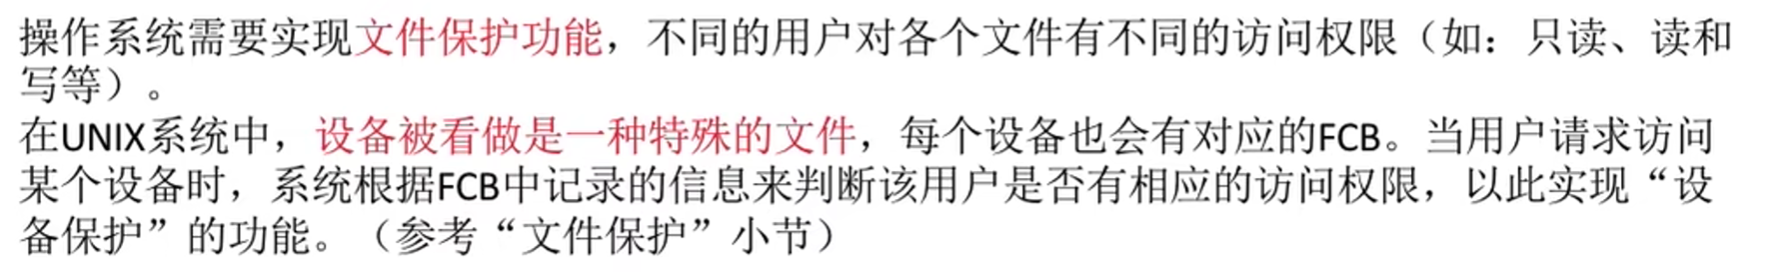 操作系统需要实现文件保护功能，不同的用户对各个文件有不同的访问权限（如：只读、读和
写等）。
在UNIX系统中，设备被看做是一种特殊的文件，每个设备也会有对应的FCB。当用户请求访问
某个设备时，系统根据FCB中记录的信息来判断该用户是否有相应的访问权限，以此实现“设
备保护”的功能。（参考“文件保护”小节）